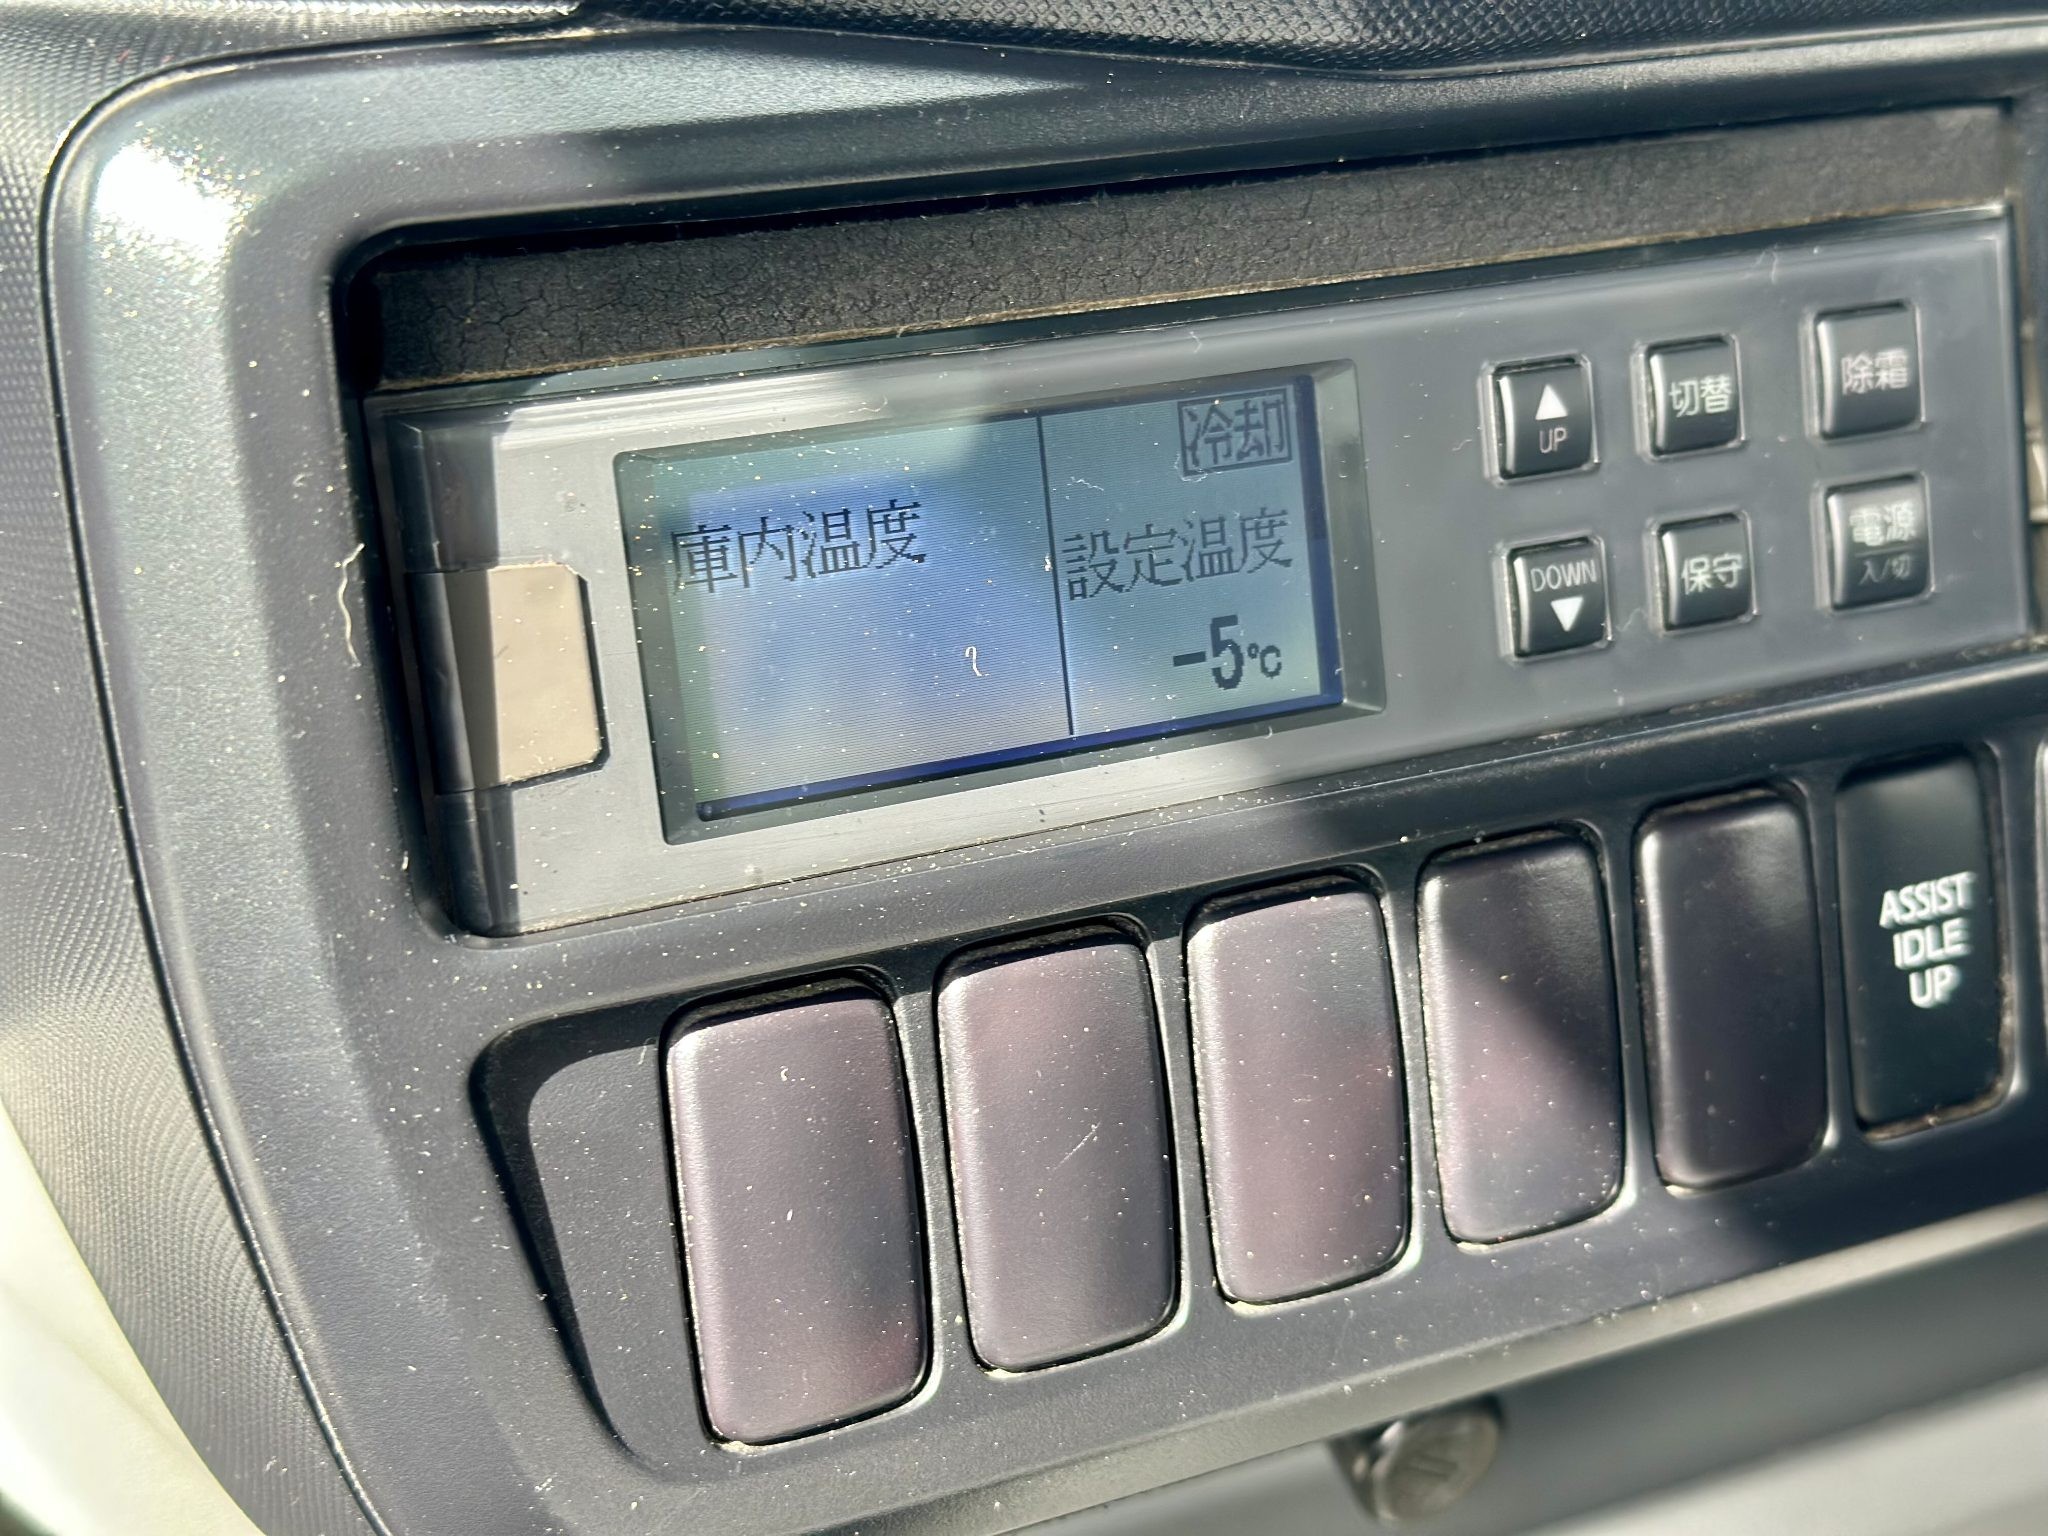 冷却
庫内温度
設定温度
-5℃
▲
UP
切替
除霜
DOWN
▼
保守
電源
入/切
ASSIST
IDLE
UP